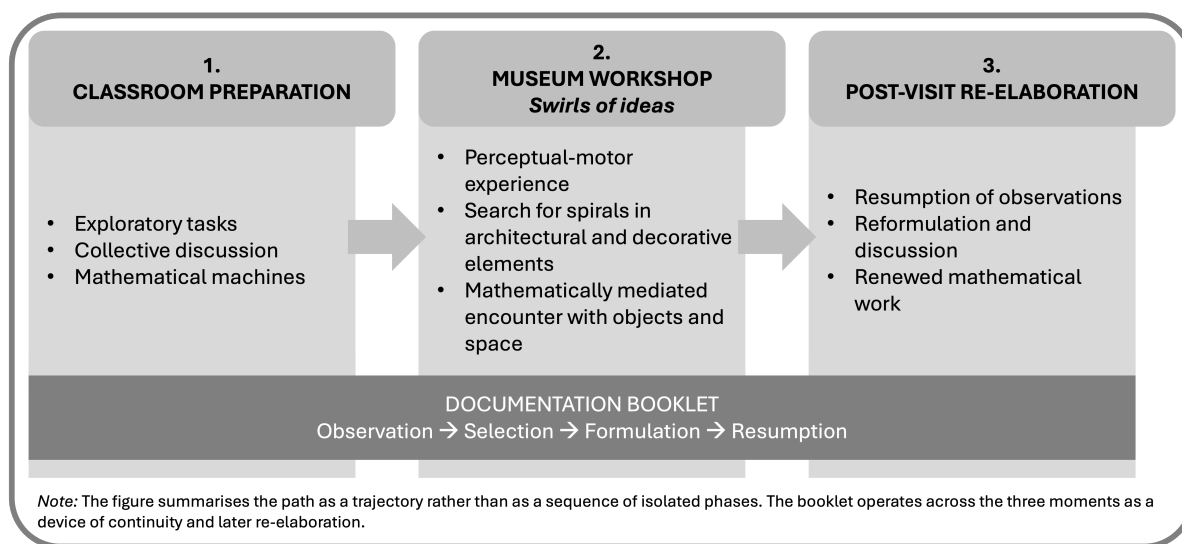 1.
CLASSROOM PREPARATION
• Exploratory tasks
• Collective discussion
• Mathematical machines
2.
MUSEUM WORKSHOP
Swirls of ideas
• Perceptual-motor
experience
• Search for spirals in
architectural and decorative
elements
• Mathematically mediated
encounter with objects and
space
3.
POST-VISIT RE-ELABORATION
• Resumption of observations
• Reformulation and
discussion
• Renewed mathematical
work
DOCUMENTATION BOOKLET
Observation → Selection → Formulation → Resumption
Note: The figure summarises the path as a trajectory rather than as a sequence of isolated phases. The booklet operates across the three moments as a
device of continuity and later re-elaboration.